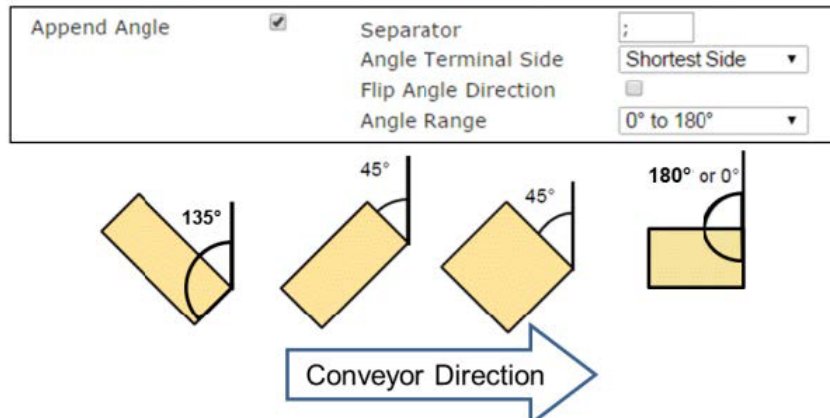 Append Angle
Separator ;
Angle Terminal Side Shortest Side
Flip Angle Direction
Angle Range 0° to 180°
135°
45°
45°
180° or 0°
Conveyor Direction